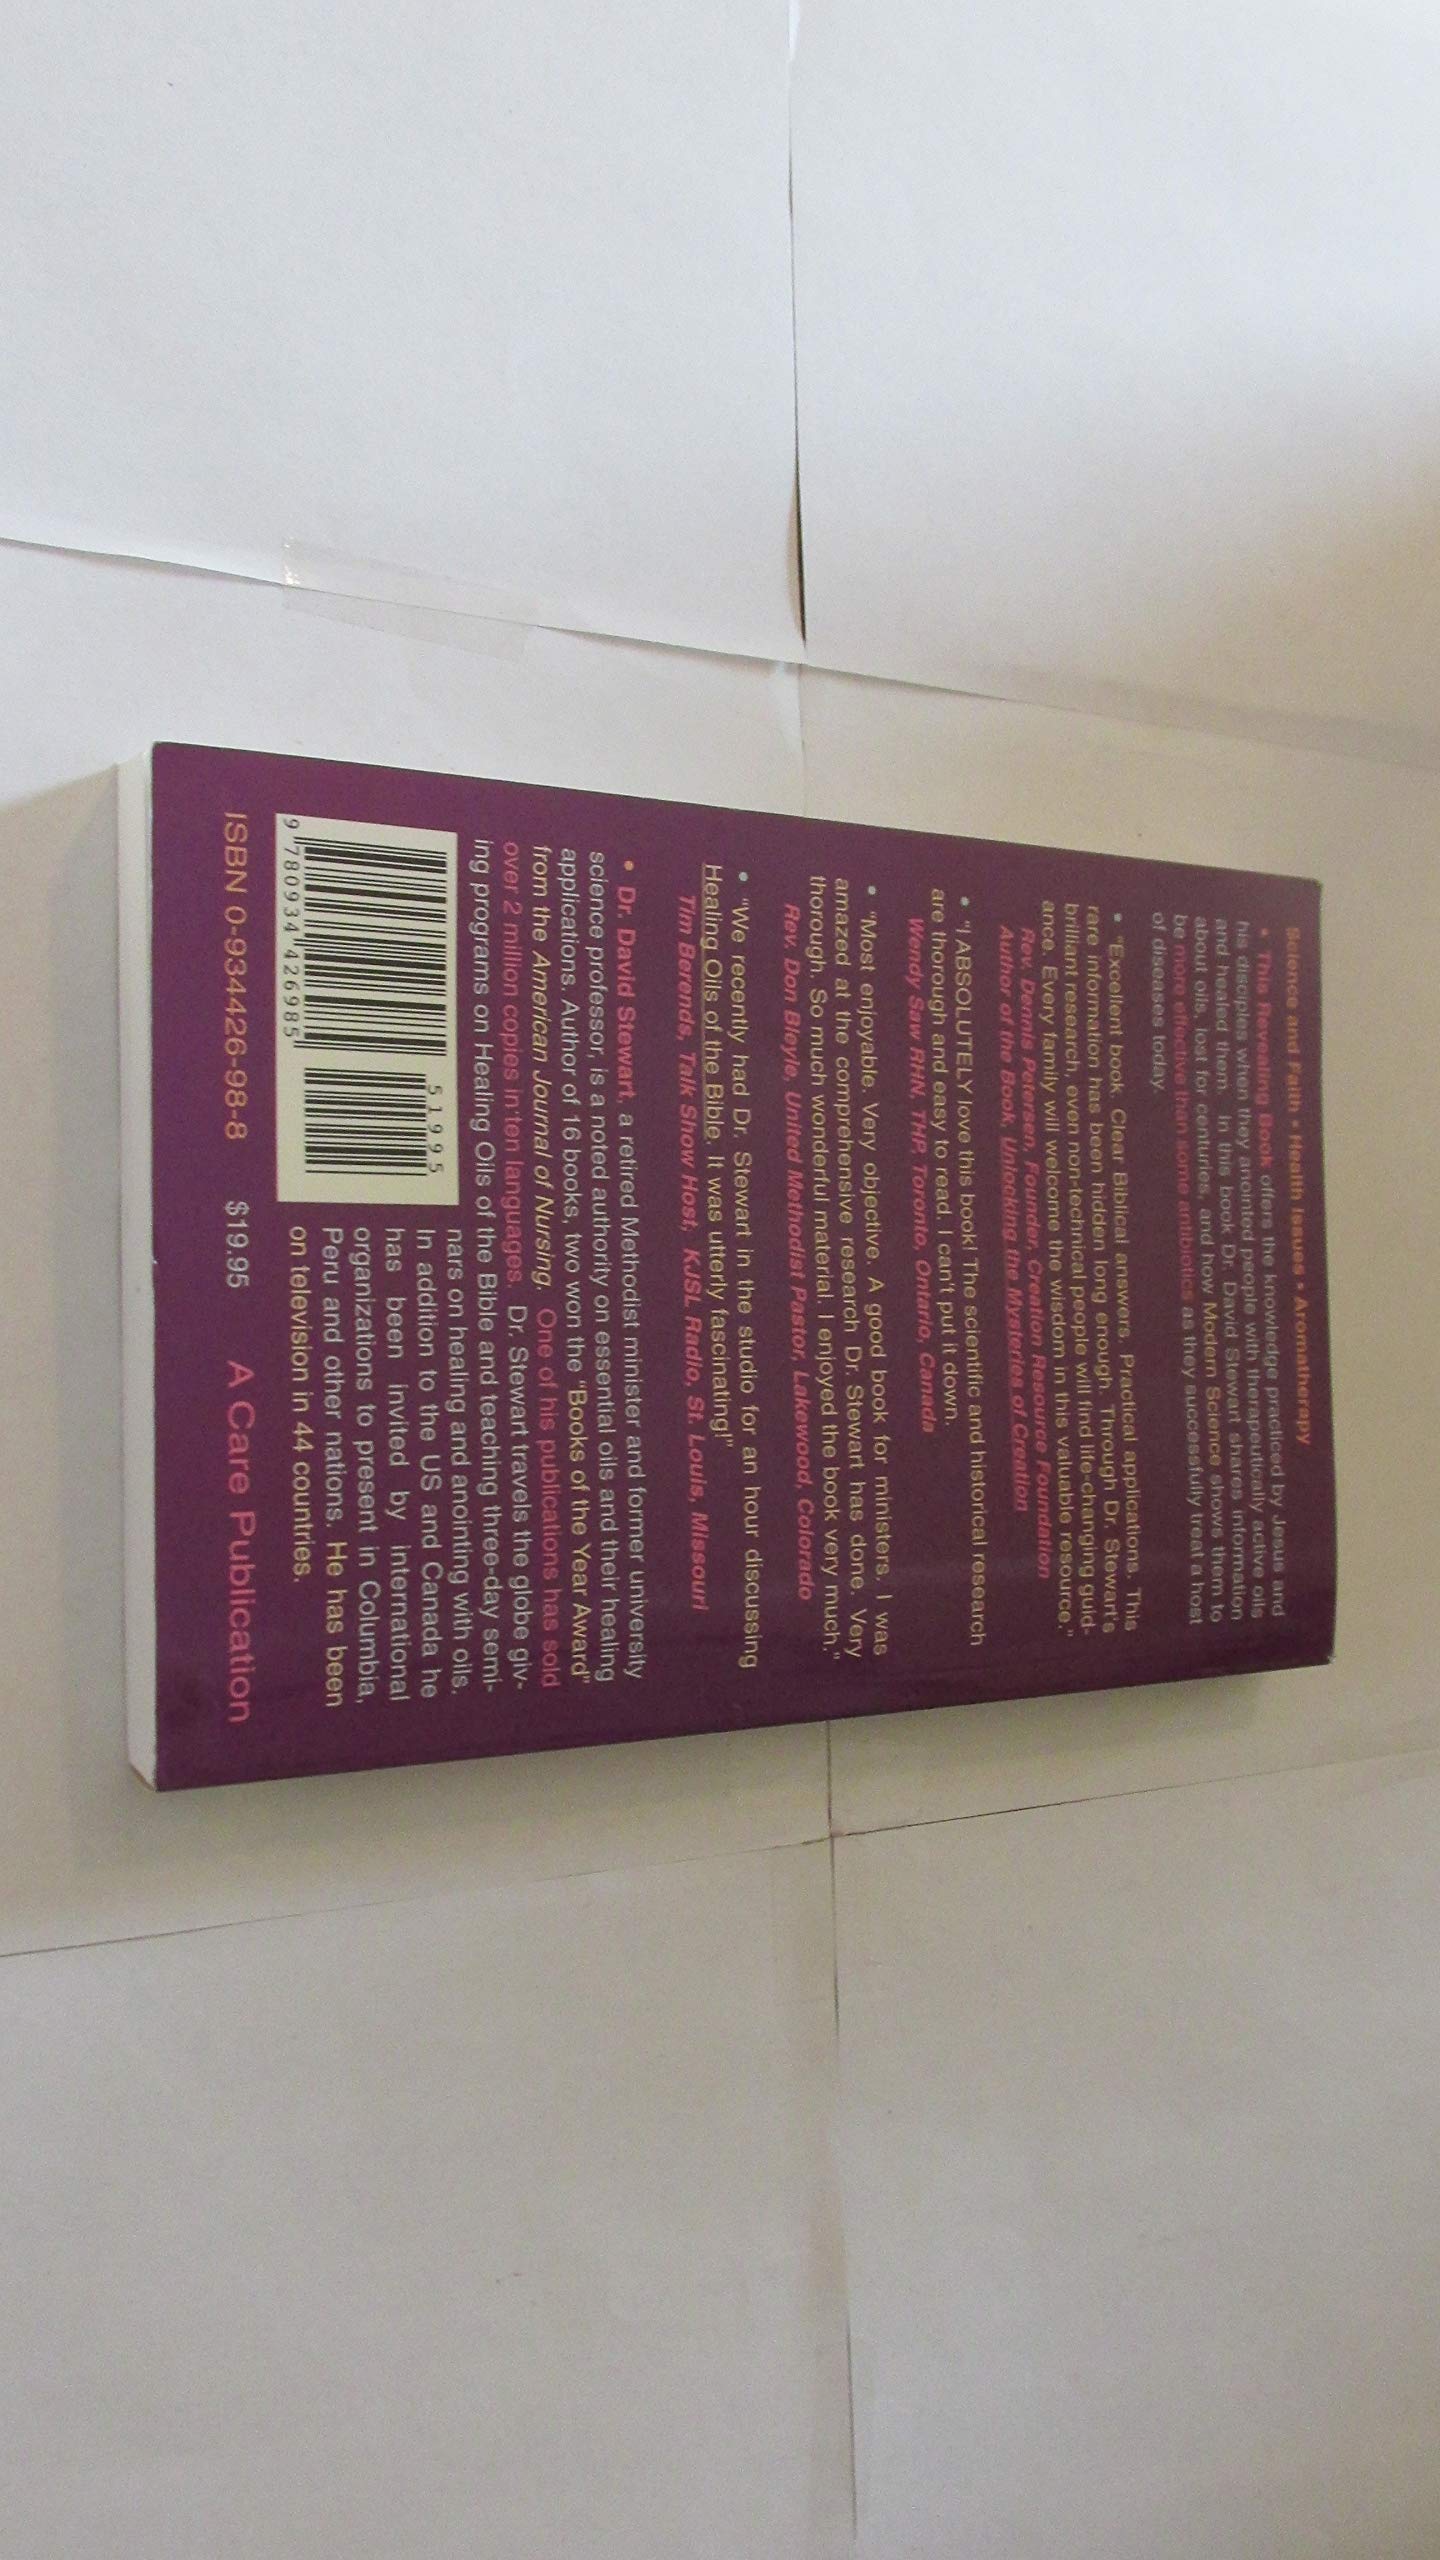 Science and Faith • Health Issues • Aromatherapy
• This Revealing Book offers the knowledge practiced by Jesus and
his disciples when they anointed people with therapeutically active oils
and healed them. In this book Dr. David Stewart shares information
about oils, lost for centuries, and how Modern Science shows them to
be more effective than some antibiotics as they successfully treat a host
of diseases today.
• "Excellent book. Clear Biblical answers. Practical applications. This
rare information has been hidden long enough. Through Dr. Stewart's
brilliant research, even non-technical people will find life-changing guid-
ance. Every family will welcome the wisdom in this valuable resource."
Rev. Dennis Petersen, Founder, Creation Resource Foundation
Author of the Book, Unlocking the Mysteries of Creation
• "I ABSOLUTELY love this book! The scientific and historical research
are thorough and easy to read. I can't put it down.
Wendy Saw RHN, THP, Toronto, Ontario, Canada
• "Most enjoyable. Very objective. A good book for ministers. I was
amazed at the comprehensive research Dr. Stewart has done. Very
thorough. So much wonderful material. I enjoyed the book very much."
Rev. Don Bleyle, United Methodist Pastor, Lakewood, Colorado
• "We recently had Dr. Stewart in the studio for an hour discussing
Healing Oils of the Bible. It was utterly fascinating!"
Tim Berends, Talk Show Host, KJSL Radio, St. Louis, Missouri
• Dr. David Stewart, a retired Methodist minister and former university
science professor, is a noted authority on essential oils and their healing
applications. Author of 16 books, two won the "Books of the Year Award"
from the American Journal of Nursing. One of his publications has sold
over 2 million copies in ten languages. Dr. Stewart travels the globe giv-
ing programs on Healing Oils of the Bible and teaching three-day semi-
nars on healing and anointing with oils.
In addition to the US and Canada he
has been invited by international
organizations to present in Columbia,
Peru and other nations. He has been
on television in 44 countries.
51995
9 780934 426985
ISBN 0-93446-98-8 $19.95 A Care Publication